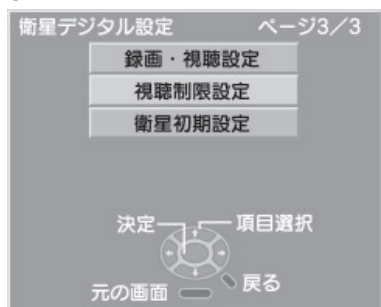 衛星デジタル設定 ページ3／3
録画・視聴設定
視聴制限設定
衛星初期設定
決定 項目選択
元の画面 戻る